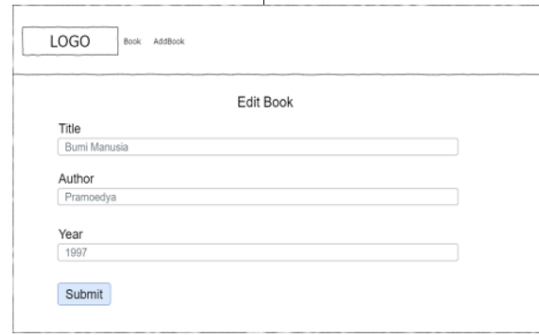 LOGO Book AddBook
Edit Book
Title
Bumi Manusia
Author
Pramoedya
Year
1997
Submit